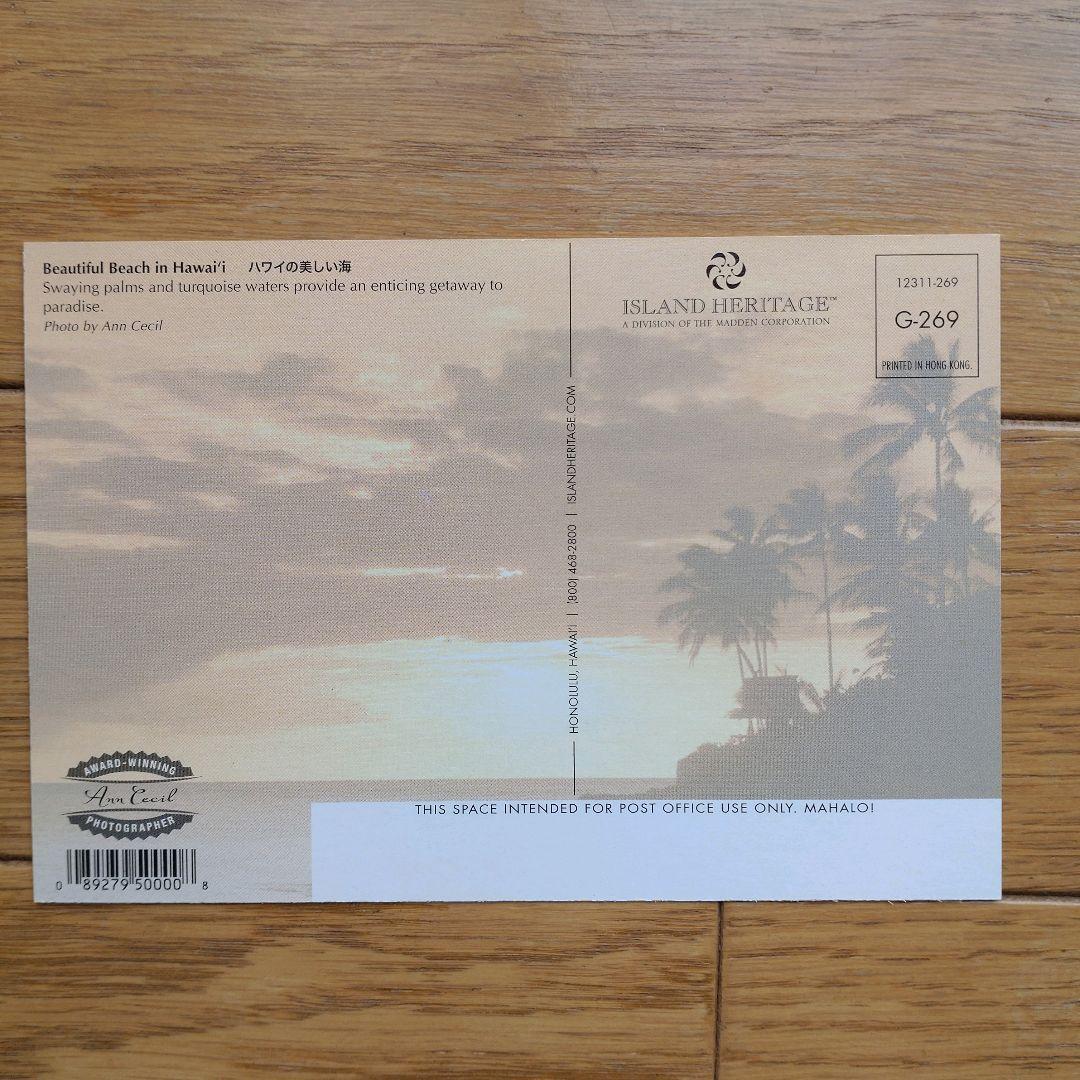 Beautiful Beach in Hawai‘i ハワイの美しい海
Swaying palms and turquoise waters provide an enticing getaway to
paradise.
Photo by Ann Cecil
ISLAND HERITAGE™
A DIVISION OF THE MADDEN CORPORATION
12311-269
G-269
PRINTED IN HONG KONG.
HONOLULU, HAWAI‘I | (800) 468-2800 | ISLANDHERITAGE.COM
AWARD-WINNING
Ann Cecil
PHOTOGRAPHER
0 89279 50000 8
THIS SPACE INTENDED FOR POST OFFICE USE ONLY. MAHALO!